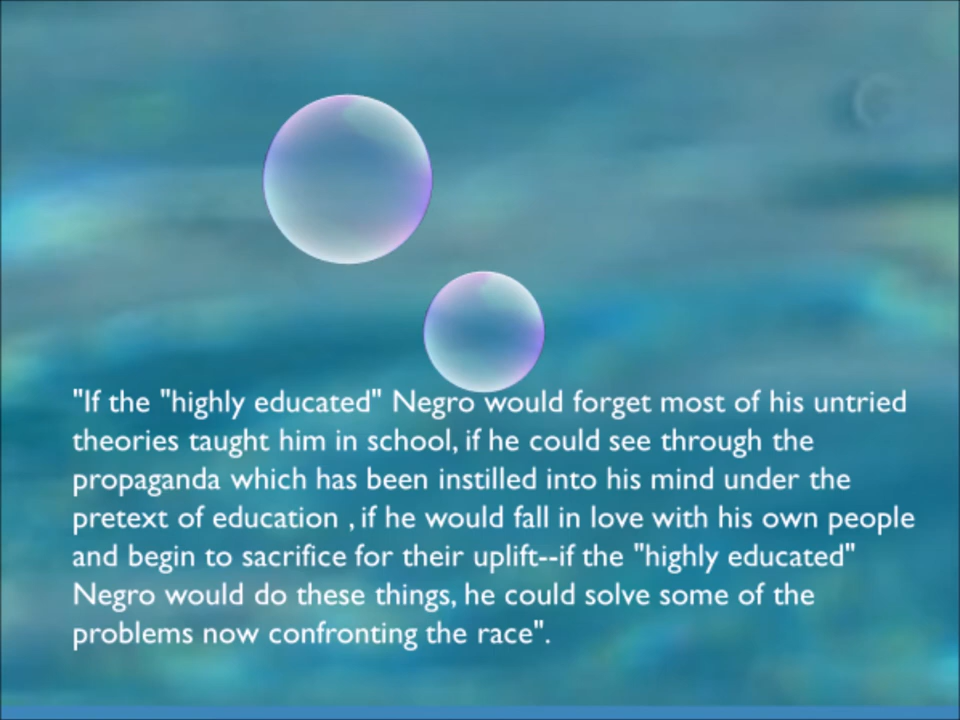 "If the "highly educated" Negro would forget most of his untried
theories taught him in school, if he could see through the
propaganda which has been instilled into his mind under the
pretext of education , if he would fall in love with his own people
and begin to sacrifice for their uplift--if the "highly educated"
Negro would do these things, he could solve some of the
problems now confronting the race".